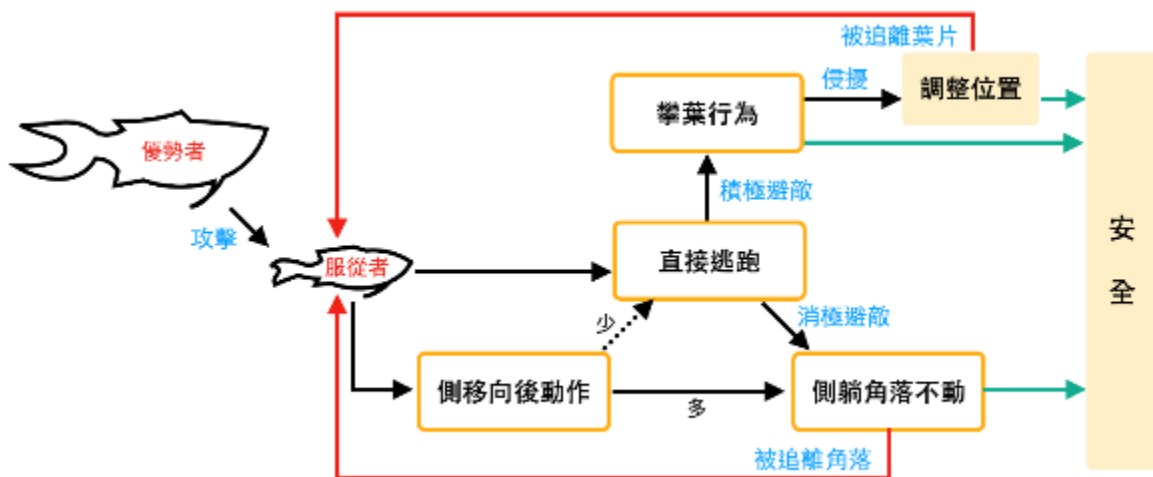 被追離葉片
侵擾
調整位置
攀葉行為
優勢者
積極避敵
攻擊
服從者
直接逃跑
安
全
少
消極避敵
側移向後動作
多
側躺角落不動
被追離角落